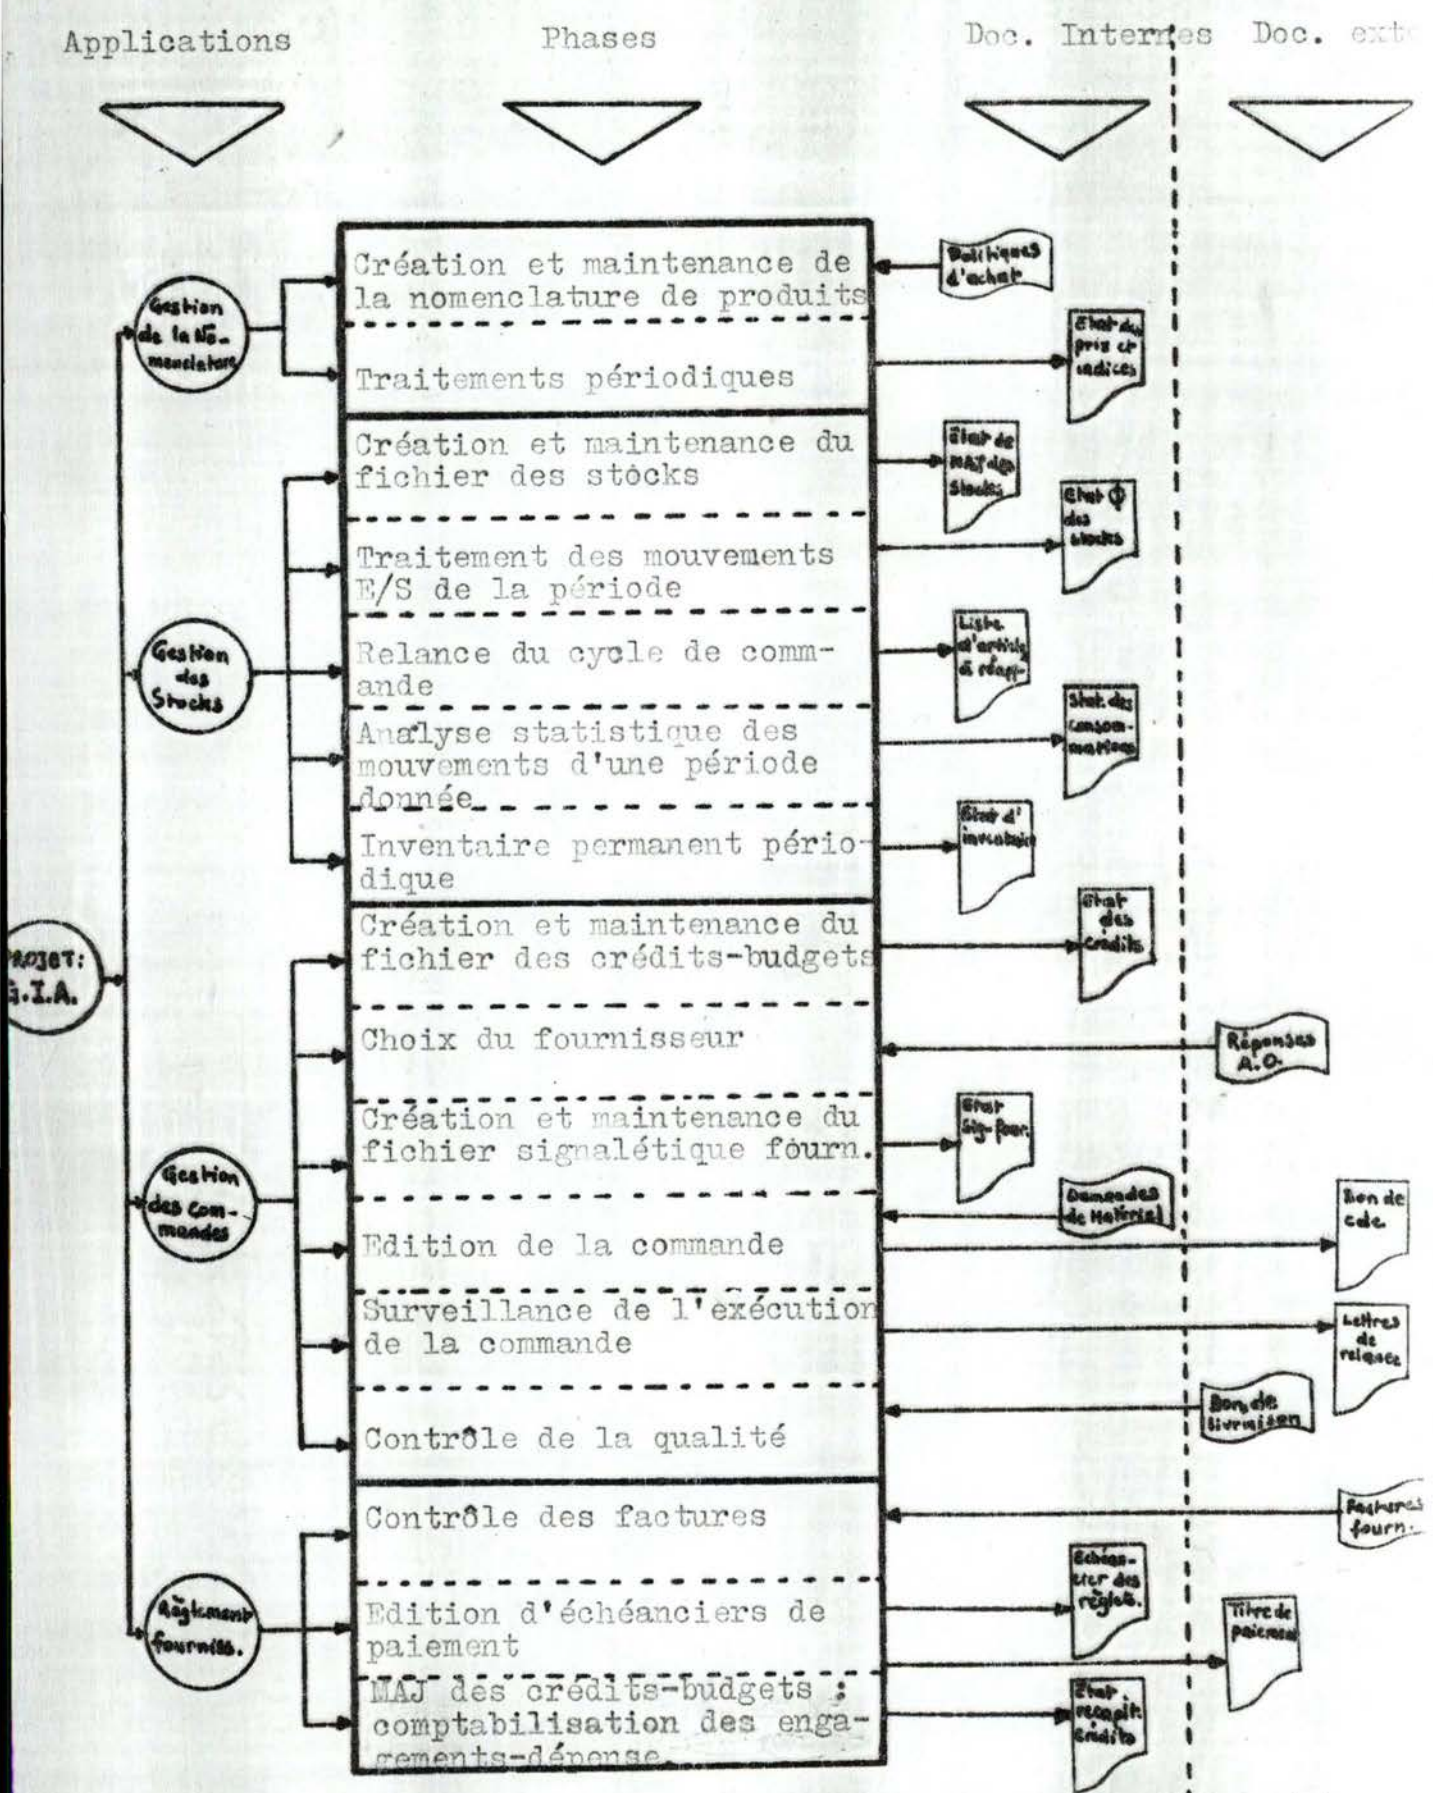 Applications Phases Doc. Internes Doc. ext
Création et maintenance de
la nomenclature de produits
Traitements périodiques
Création et maintenance du
fichier des stocks
Traitement des mouvements
E/S de la période
Relance du cycle de comm-
ande
Analyse statistique des
mouvements d'une période
donnée
Inventaire permanent pério-
dique
Création et maintenance du
fichier des crédits-budgets
Choix du fournisseur
Création et maintenance du
fichier signalétique fourn.
Edition de la commande
Surveillance de l'exécution
de la commande
Contrôle de la qualité
Contrôle des factures
Edition d'échéanciers de
paiement
MAJ des crédits-budgets :
comptabilisation des enga-
gements-dépense.
PROJET:
G.I.A.
Gestion
de la No-
menclature
Gestion
des
Stocks
Gestion
des Com-
mandes
Règlement
fourniss.
Politiques
d'achat
Etat des
prix et
indices
Etat de
MAJ des
Stocks
Etat Φ
des
stocks
Liste
d'articles
à réapp-
Stat. des
consom-
mations
Etat d'
inventaire
Etat
des
crédits
Réponses
A.O.
Etat
Sig-four.
Demandes
de Matériel
Bon de
cde.
Lettres
de
relance
Bon de
livraison
Factures
fourn.
Echéan-
cier des
règlets.
Titre de
paiement
Etat
récapit.
Crédits